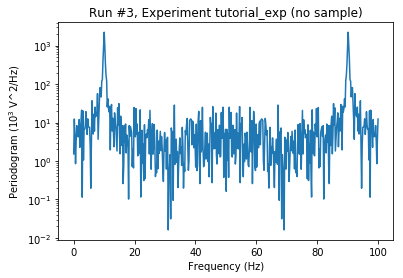 Run #3, Experiment tutorial_exp (no sample)
Periodogram (10³ V^2/Hz)
10³
10²
10¹
10⁰
10⁻¹
10⁻²
0 20 40 60 80 100
Frequency (Hz)